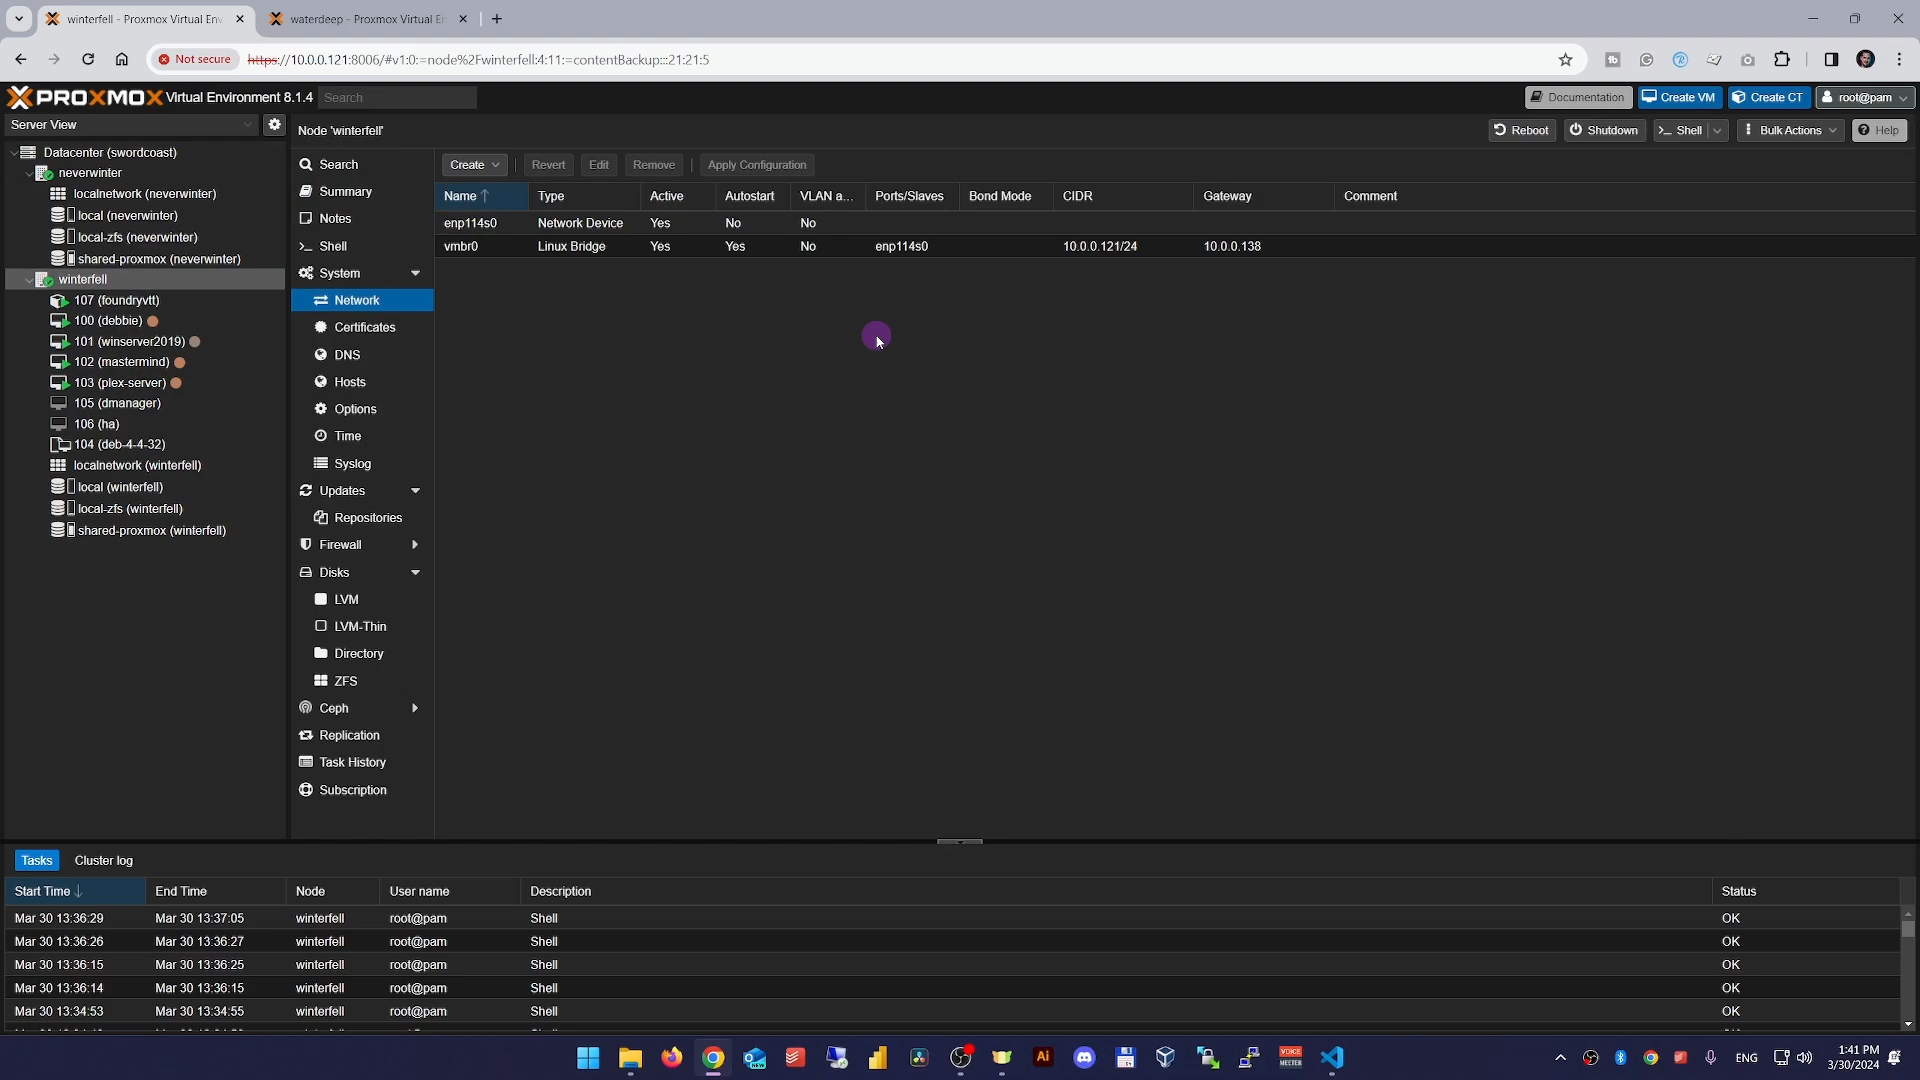 winterfell - Proxmox Virtual Env
waterdeep - Proxmox Virtual E
Not secure
https://10.0.0.121:8006/#v1:0:=node%2Fwinterfell:4:11:=contentBackup:::21:21:5
PROXMOX Virtual Environment 8.1.4 Search
Documentation Create VM Create CT root@pam
Server View
Node 'winterfell'
Reboot Shutdown Shell Bulk Actions Help
Datacenter (swordcoast)
neverwinter
localnetwork (neverwinter)
local (neverwinter)
local-zfs (neverwinter)
shared-proxmox (neverwinter)
winterfell
107 (foundryvtt)
100 (debbie)
101 (winserver2019)
102 (mastermind)
103 (plex-server)
105 (dmanager)
106 (ha)
104 (deb-4-4-32)
localnetwork (winterfell)
local (winterfell)
local-zfs (winterfell)
shared-proxmox (winterfell)
Search
Summary
Notes
Shell
System
Network
Certificates
DNS
Hosts
Options
Time
Syslog
Updates
Repositories
Firewall
Disks
LVM
LVM-Thin
Directory
ZFS
Ceph
Replication
Task History
Subscription
Create Revert Edit Remove Apply Configuration
Name Type Active Autostart VLAN a... Ports/Slaves Bond Mode CIDR Gateway Comment
enp114s0 Network Device Yes No No
vmbr0 Linux Bridge Yes Yes No enp114s0 10.0.0.121/24 10.0.0.138
Tasks Cluster log
Start Time End Time Node User name Description Status
Mar 30 13:36:29 Mar 30 13:37:05 winterfell root@pam Shell OK
Mar 30 13:36:26 Mar 30 13:36:27 winterfell root@pam Shell OK
Mar 30 13:36:15 Mar 30 13:36:25 winterfell root@pam Shell OK
Mar 30 13:36:14 Mar 30 13:36:15 winterfell root@pam Shell OK
Mar 30 13:34:53 Mar 30 13:34:55 winterfell root@pam Shell OK
NEW
Ai
VOICE
MEETER
ENG
1:41 PM
3/30/2024